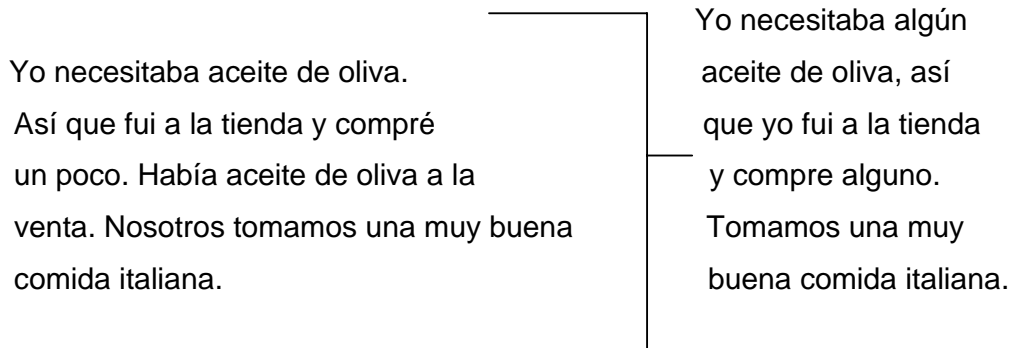 Yo necesitaba aceite de oliva.
Así que fui a la tienda y compré
un poco. Había aceite de oliva a la
venta. Nosotros tomamos una muy buena
comida italiana.
Yo necesitaba algún
aceite de oliva, así
que yo fui a la tienda
y compre alguno.
Tomamos una muy
buena comida italiana.